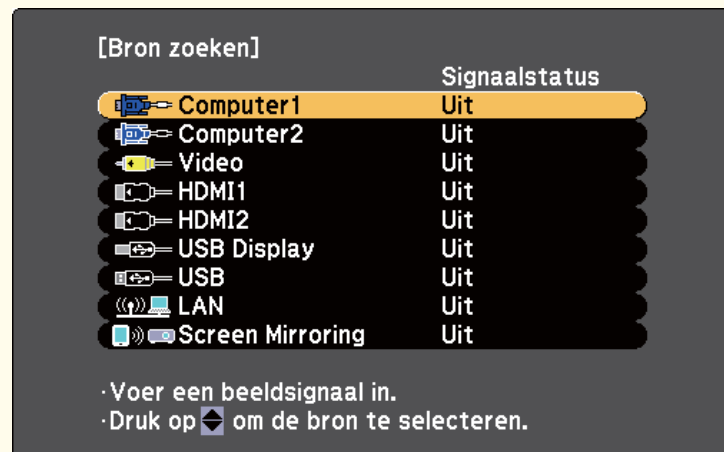 [Bron zoeken]
Signaalstatus
Computer1 Uit
Computer2 Uit
Video Uit
HDMI1 Uit
HDMI2 Uit
USB Display Uit
USB Uit
LAN Uit
Screen Mirroring Uit
·Voer een beeldsignaal in.
·Druk op om de bron te selecteren.